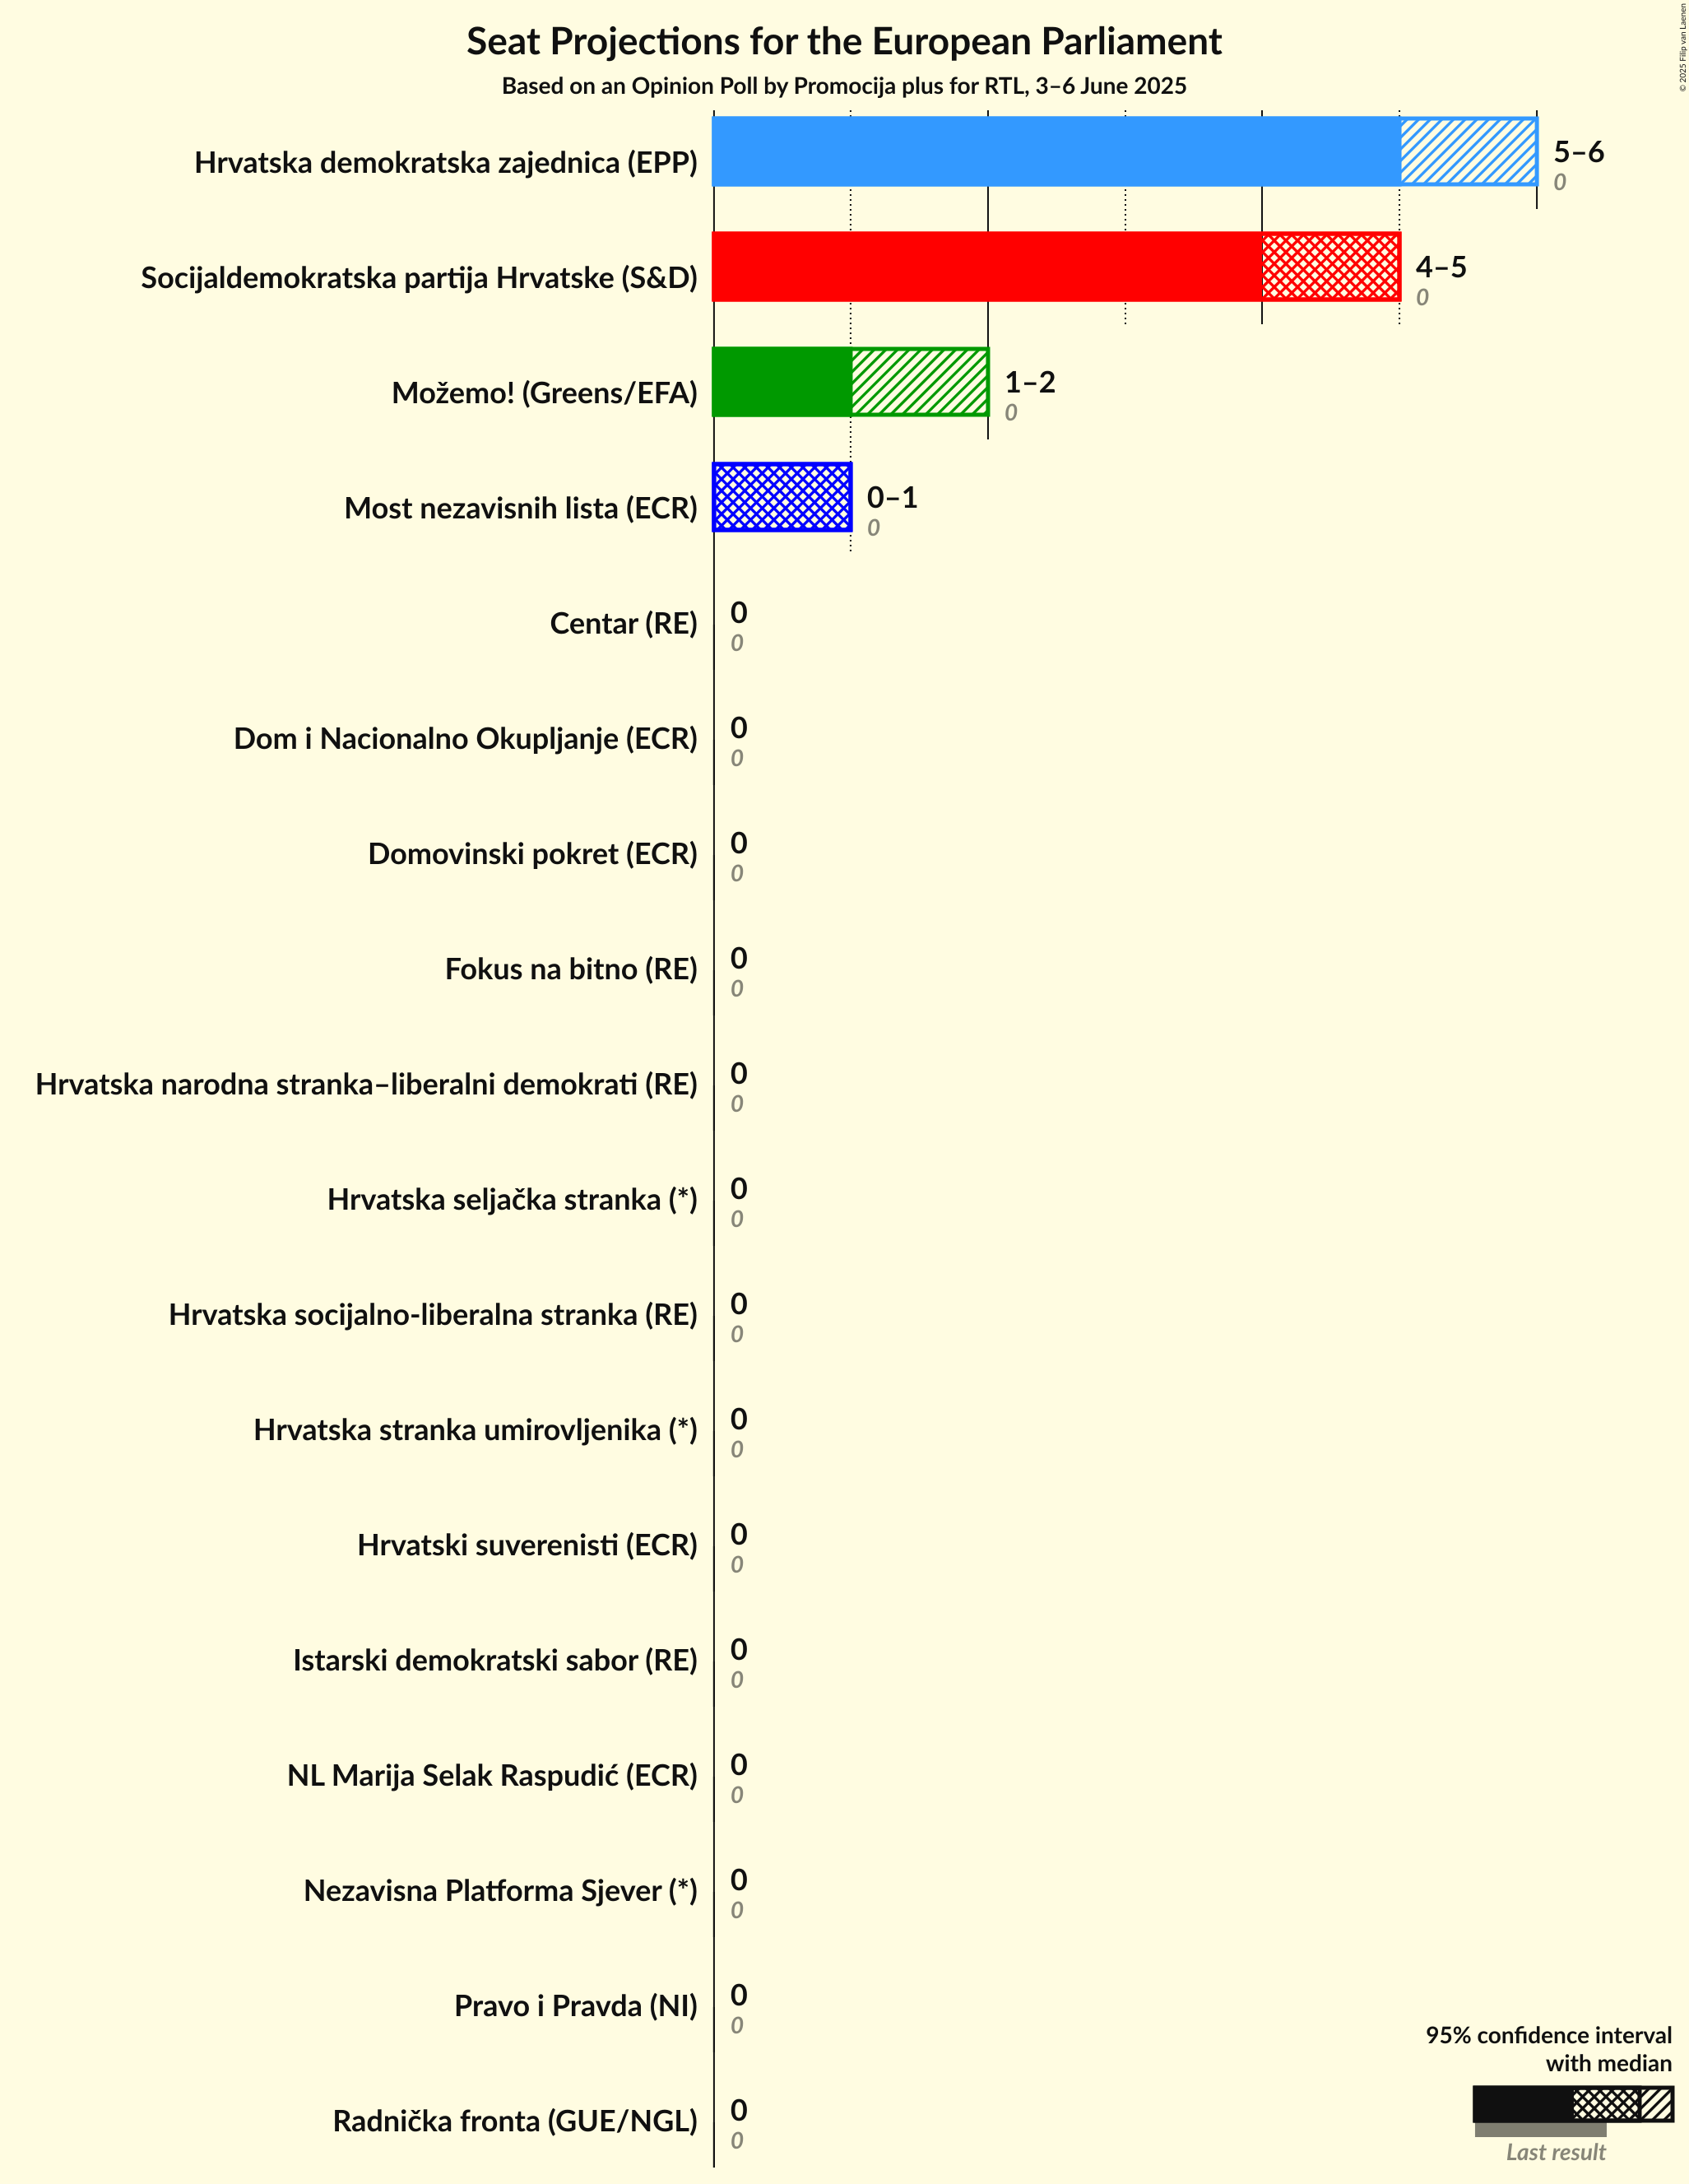 Seat Projections for the European Parliament
Based on an Opinion Poll by Promocija plus for RTL, 3–6 June 2025
© 2025 Filip van Laenen
Hrvatska demokratska zajednica (EPP)
5–6
0
Socijaldemokratska partija Hrvatske (S&D)
4–5
0
Možemo! (Greens/EFA)
1–2
0
Most nezavisnih lista (ECR)
0–1
0
Centar (RE)
0
0
Dom i Nacionalno Okupljanje (ECR)
0
0
Domovinski pokret (ECR)
0
0
Fokus na bitno (RE)
0
0
Hrvatska narodna stranka–liberalni demokrati (RE)
0
0
Hrvatska seljačka stranka (*)
0
0
Hrvatska socijalno-liberalna stranka (RE)
0
0
Hrvatska stranka umirovljenika (*)
0
0
Hrvatski suverenisti (ECR)
0
0
Istarski demokratski sabor (RE)
0
0
NL Marija Selak Raspudić (ECR)
0
0
Nezavisna Platforma Sjever (*)
0
0
Pravo i Pravda (NI)
0
0
Radnička fronta (GUE/NGL)
0
0
95% confidence interval
with median
Last result